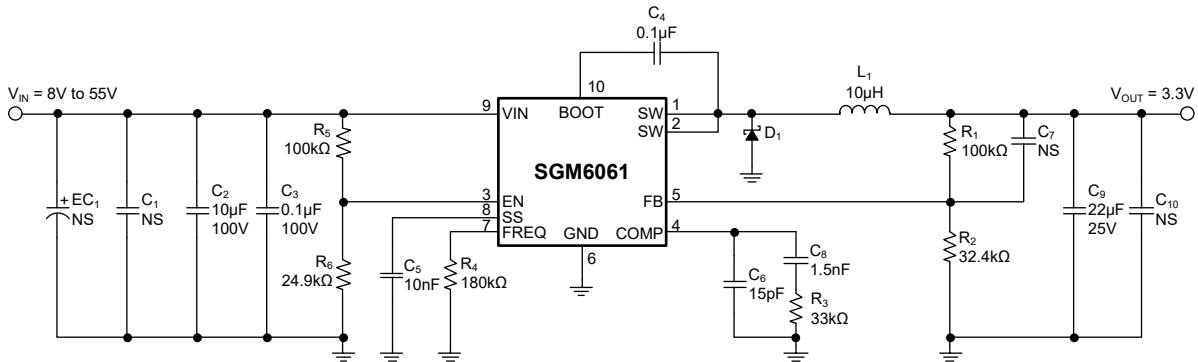 C4
0.1μF
VIN = 8V to 55V
10
L1
10μH
VOUT = 3.3V
9
VIN
BOOT
SW
1
SW
2
D1
R5
100kΩ
R1
100kΩ
C7
NS
SGM6061
+
EC1
NS
C1
NS
C2
10μF
100V
C3
0.1μF
100V
3
EN
8
SS
7
FREQ
GND
6
FB
5
COMP
4
C9
22μF
25V
C10
NS
R6
24.9kΩ
C5
10nF
R4
180kΩ
C6
15pF
C8
1.5nF
R3
33kΩ
R2
32.4kΩ